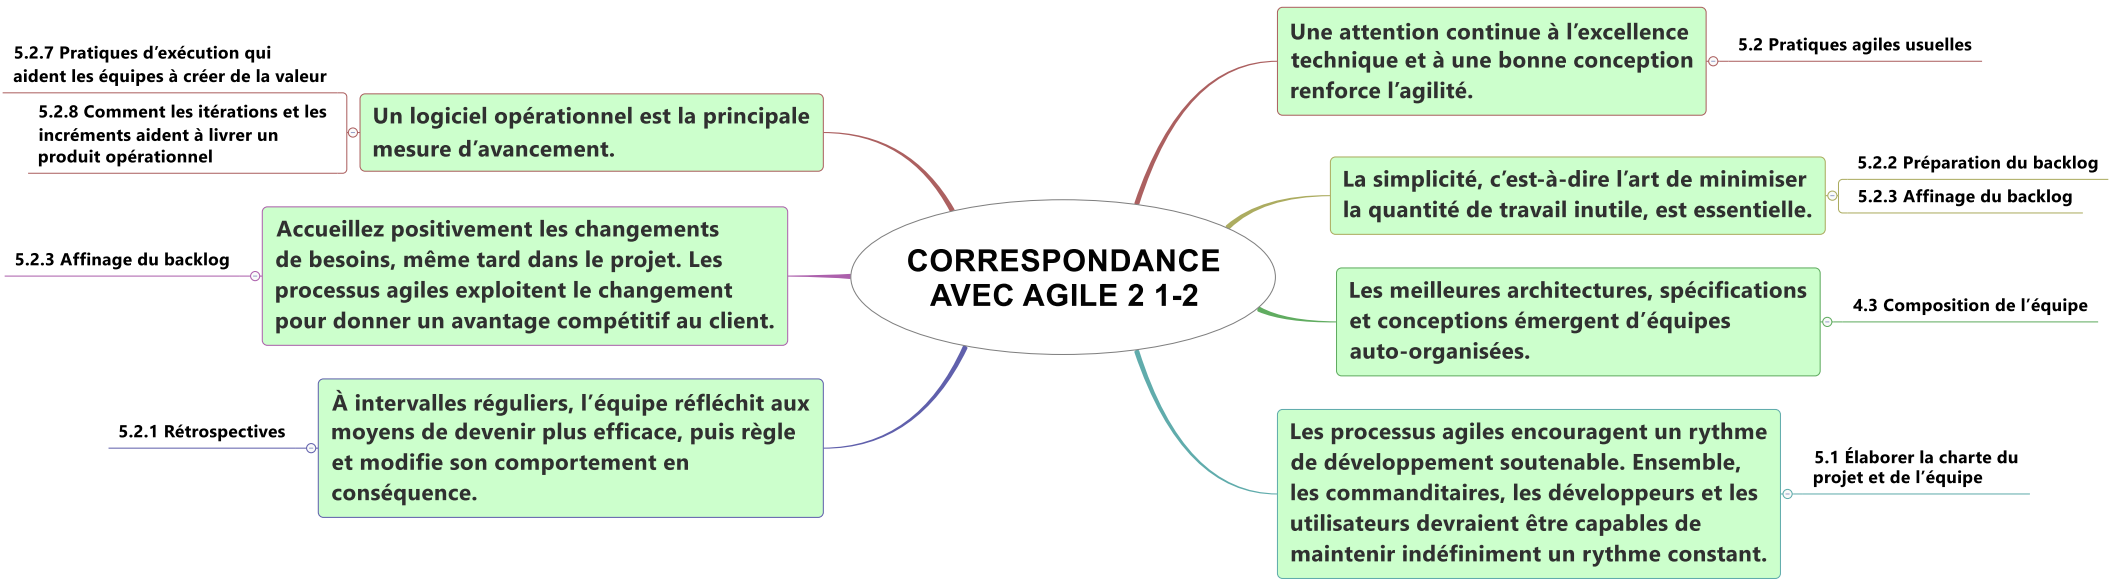 CORRESPONDANCE
AVEC AGILE 2 1-2
Une attention continue à l’excellence
technique et à une bonne conception
renforce l’agilité.
5.2 Pratiques agiles usuelles
La simplicité, c’est-à-dire l’art de minimiser
la quantité de travail inutile, est essentielle.
5.2.2 Préparation du backlog
5.2.3 Affinage du backlog
Les meilleures architectures, spécifications
et conceptions émergent d’équipes
auto-organisées.
4.3 Composition de l’équipe
Les processus agiles encouragent un rythme
de développement soutenable. Ensemble,
les commanditaires, les développeurs et les
utilisateurs devraient être capables de
maintenir indéfiniment un rythme constant.
5.1 Élaborer la charte du
projet et de l’équipe
Un logiciel opérationnel est la principale
mesure d’avancement.
5.2.7 Pratiques d’exécution qui
aident les équipes à créer de la valeur
5.2.8 Comment les itérations et les
incréments aident à livrer un
produit opérationnel
Accueillez positivement les changements
de besoins, même tard dans le projet. Les
processus agiles exploitent le changement
pour donner un avantage compétitif au client.
5.2.3 Affinage du backlog
À intervalles réguliers, l’équipe réfléchit aux
moyens de devenir plus efficace, puis règle
et modifie son comportement en
conséquence.
5.2.1 Rétrospectives